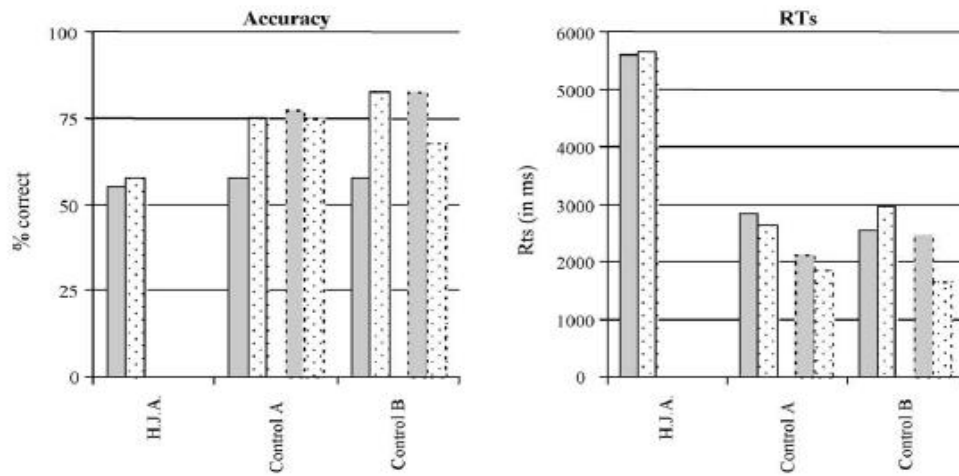 Accuracy
100
75
50
25
0
% correct
H.J.A.
Control A
Control B
RTs
6000
5000
4000
3000
2000
1000
0
Rts (in ms)
H.J.A.
Control A
Control B